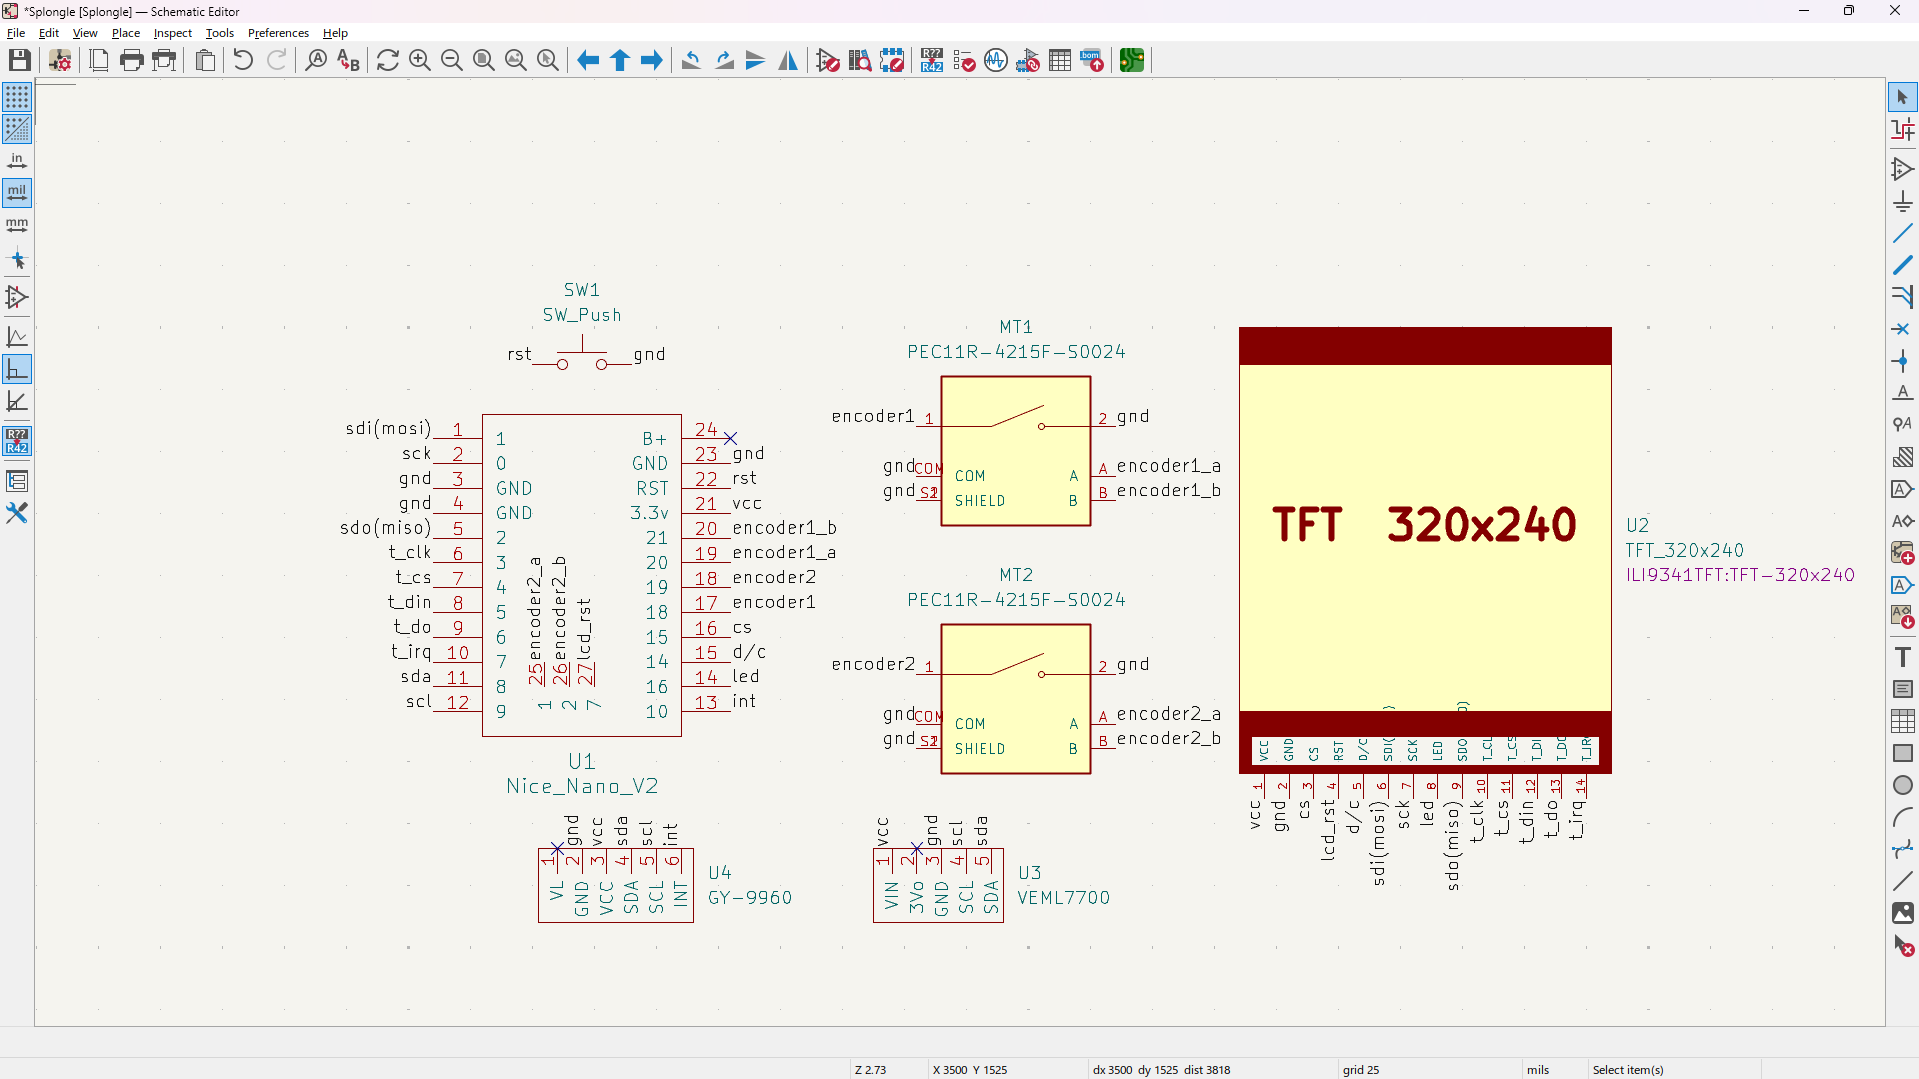 *Splongle [Splongle] — Schematic Editor
File Edit View Place Inspect Tools Preferences Help
in
mil
mm
R??
R42
R??
R42
bom
A
A
B
SW1
SW_Push
rst
gnd
sdi(mosi) 1
sck 2
gnd 3
gnd 4
sdo(miso) 5
t_clk 6
t_cs 7
t_din 8
t_do 9
t_irq 10
sda 11
scl 12
1
0
GND
GND
2
3
4
5
6
7
8
9
encoder2_a
encoder2_b
lcd_rst
25
26
27
1
2
7
B+
GND
RST
3.3v
21
20
19
18
15
14
16
10
24
23 gnd
22 rst
21 vcc
20 encoder1_b
19 encoder1_a
18 encoder2
17 encoder1
16 cs
15 d/c
14 led
13 int
U1
Nice_Nano_V2
MT1
PEC11R-4215F-S0024
encoder1 1
2 gnd
gnd COM
COM
A
A encoder1_a
gnd
SHIELD
B
B encoder1_b
MT2
PEC11R-4215F-S0024
encoder2 1
2 gnd
gnd COM
COM
A
A encoder2_a
gnd
SHIELD
B
B encoder2_b
TFT 320x240
U2
TFT_320x240
ILI9341TFT:TFT-320x240
VCC
GND
CS
RST
D/C
SDI(
SCK
LED
SDO
T_CL
T_CS
T_DI
T_DO
T_IR
1
2
3
4
5
6
7
8
9
10
11
12
13
14
vcc
gnd
cs
lcd_rst
d/c
sdi(mosi)
sck
led
sdo(miso)
t_clk
t_cs
t_din
t_do
t_irq
gnd
vcc
sda
scl
int
1
2
3
4
5
6
VL
GND
VCC
SDA
SCL
INT
U4
GY-9960
vcc
gnd
scl
sda
1
2
3
4
5
VIN
3Vo
GND
SCL
SDA
U3
VEML7700
Z 2.73
X 3500 Y 1525
dx 3500 dy 1525 dist 3818
grid 25
mils
Select item(s)